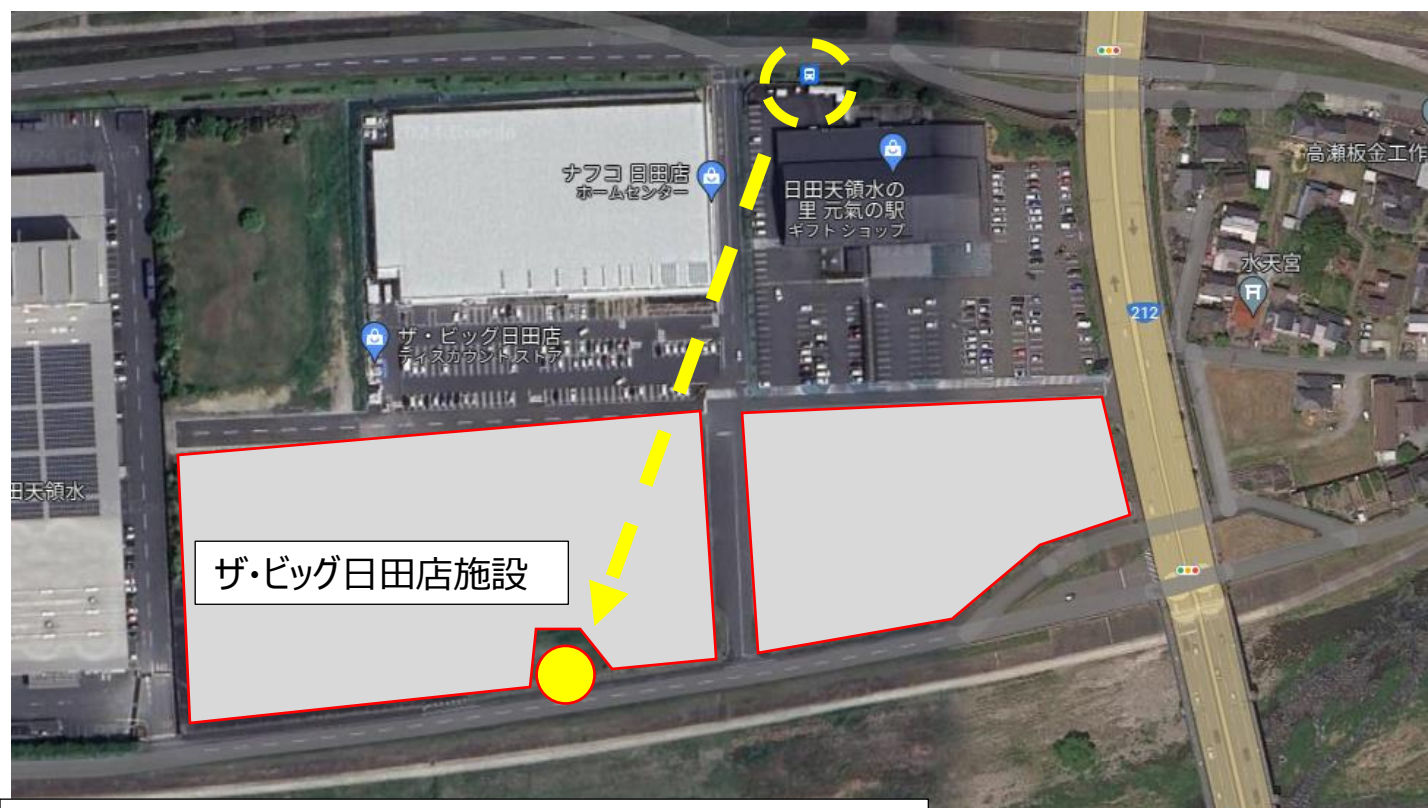 高瀬板金工作
ナフコ 日田店
ホームセンター
日田天領水の
里 元氣の駅
ギフト ショップ
水天宮
212
ザ・ビッグ日田店
ディスカウント ストア
田天領水
ザ・ビッグ日田店施設